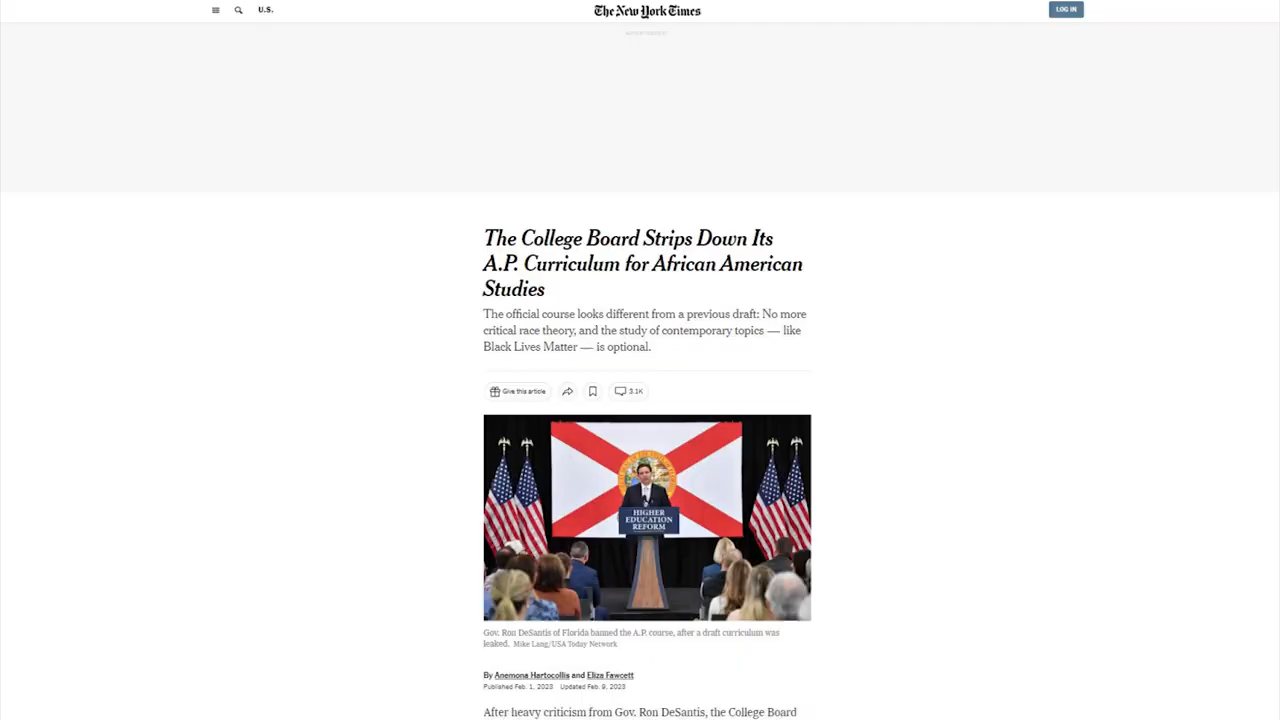 U.S.
The New York Times
LOG IN
ADVERTISEMENT
The College Board Strips Down Its
A.P. Curriculum for African American
Studies
The official course looks different from a previous draft: No more
critical race theory, and the study of contemporary topics — like
Black Lives Matter — is optional.
Give this article
3.1K
HIGHER
EDUCATION
REFORM
Gov. Ron DeSantis of Florida banned the A.P. course, after a draft curriculum was
leaked. Mike Lang/USA Today Network
By Anemona Hartocollis and Eliza Fawcett
Published Feb. 1, 2023 Updated Feb. 9, 2023
After heavy criticism from Gov. Ron DeSantis, the College Board